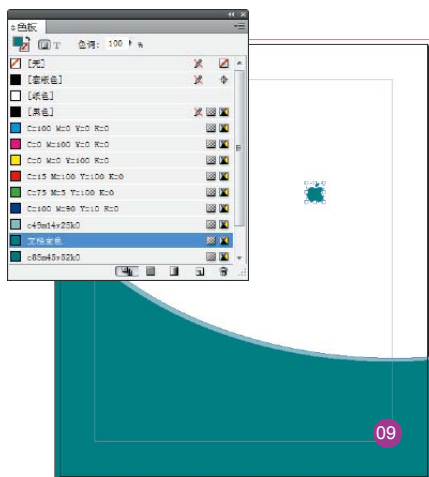 色板
T 色调: 100 %
[无]
[套版色]
[纸色]
[黑色]
C=100 M=0 Y=0 K=0
C=0 M=100 Y=0 K=0
C=0 M=0 Y=100 K=0
C=15 M=100 Y=100 K=0
C=75 M=5 Y=100 K=0
C=100 M=90 Y=10 K=0
c45m14y25k0
文档主色
c85m45y52k0
09